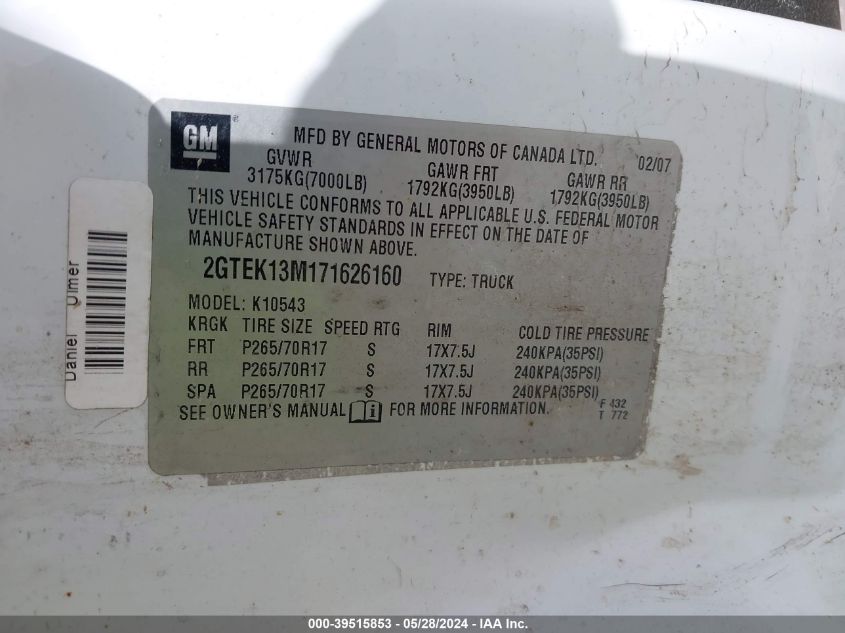 GM ®
MFD BY GENERAL MOTORS OF CANADA LTD. 02/07
GVWR GAWR FRT GAWR RR
3175KG(7000LB) 1792KG(3950LB) 1792KG(3950LB)
THIS VEHICLE CONFORMS TO ALL APPLICABLE U.S. FEDERAL MOTOR
VEHICLE SAFETY STANDARDS IN EFFECT ON THE DATE OF
MANUFACTURE SHOWN ABOVE.
2GTEK13M171626160 TYPE: TRUCK
MODEL: K10543
KRGK TIRE SIZE SPEED RTG RIM COLD TIRE PRESSURE
FRT P265/70R17 S 17X7.5J 240KPA(35PSI)
RR P265/70R17 S 17X7.5J 240KPA(35PSI)
SPA P265/70R17 S 17X7.5J 240KPA(35PSI)
SEE OWNER'S MANUAL FOR MORE INFORMATION.
F 432
T 772
Daniel Olmer
000-39515853 / 05/28/2024 - IAA Inc.